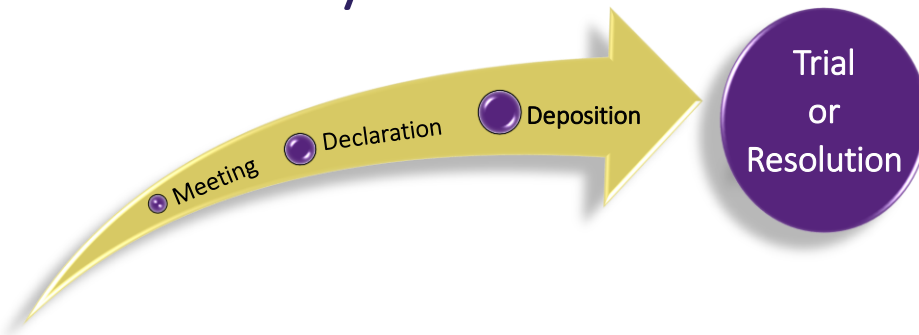 Meeting
Declaration
Deposition
Trial
or
Resolution